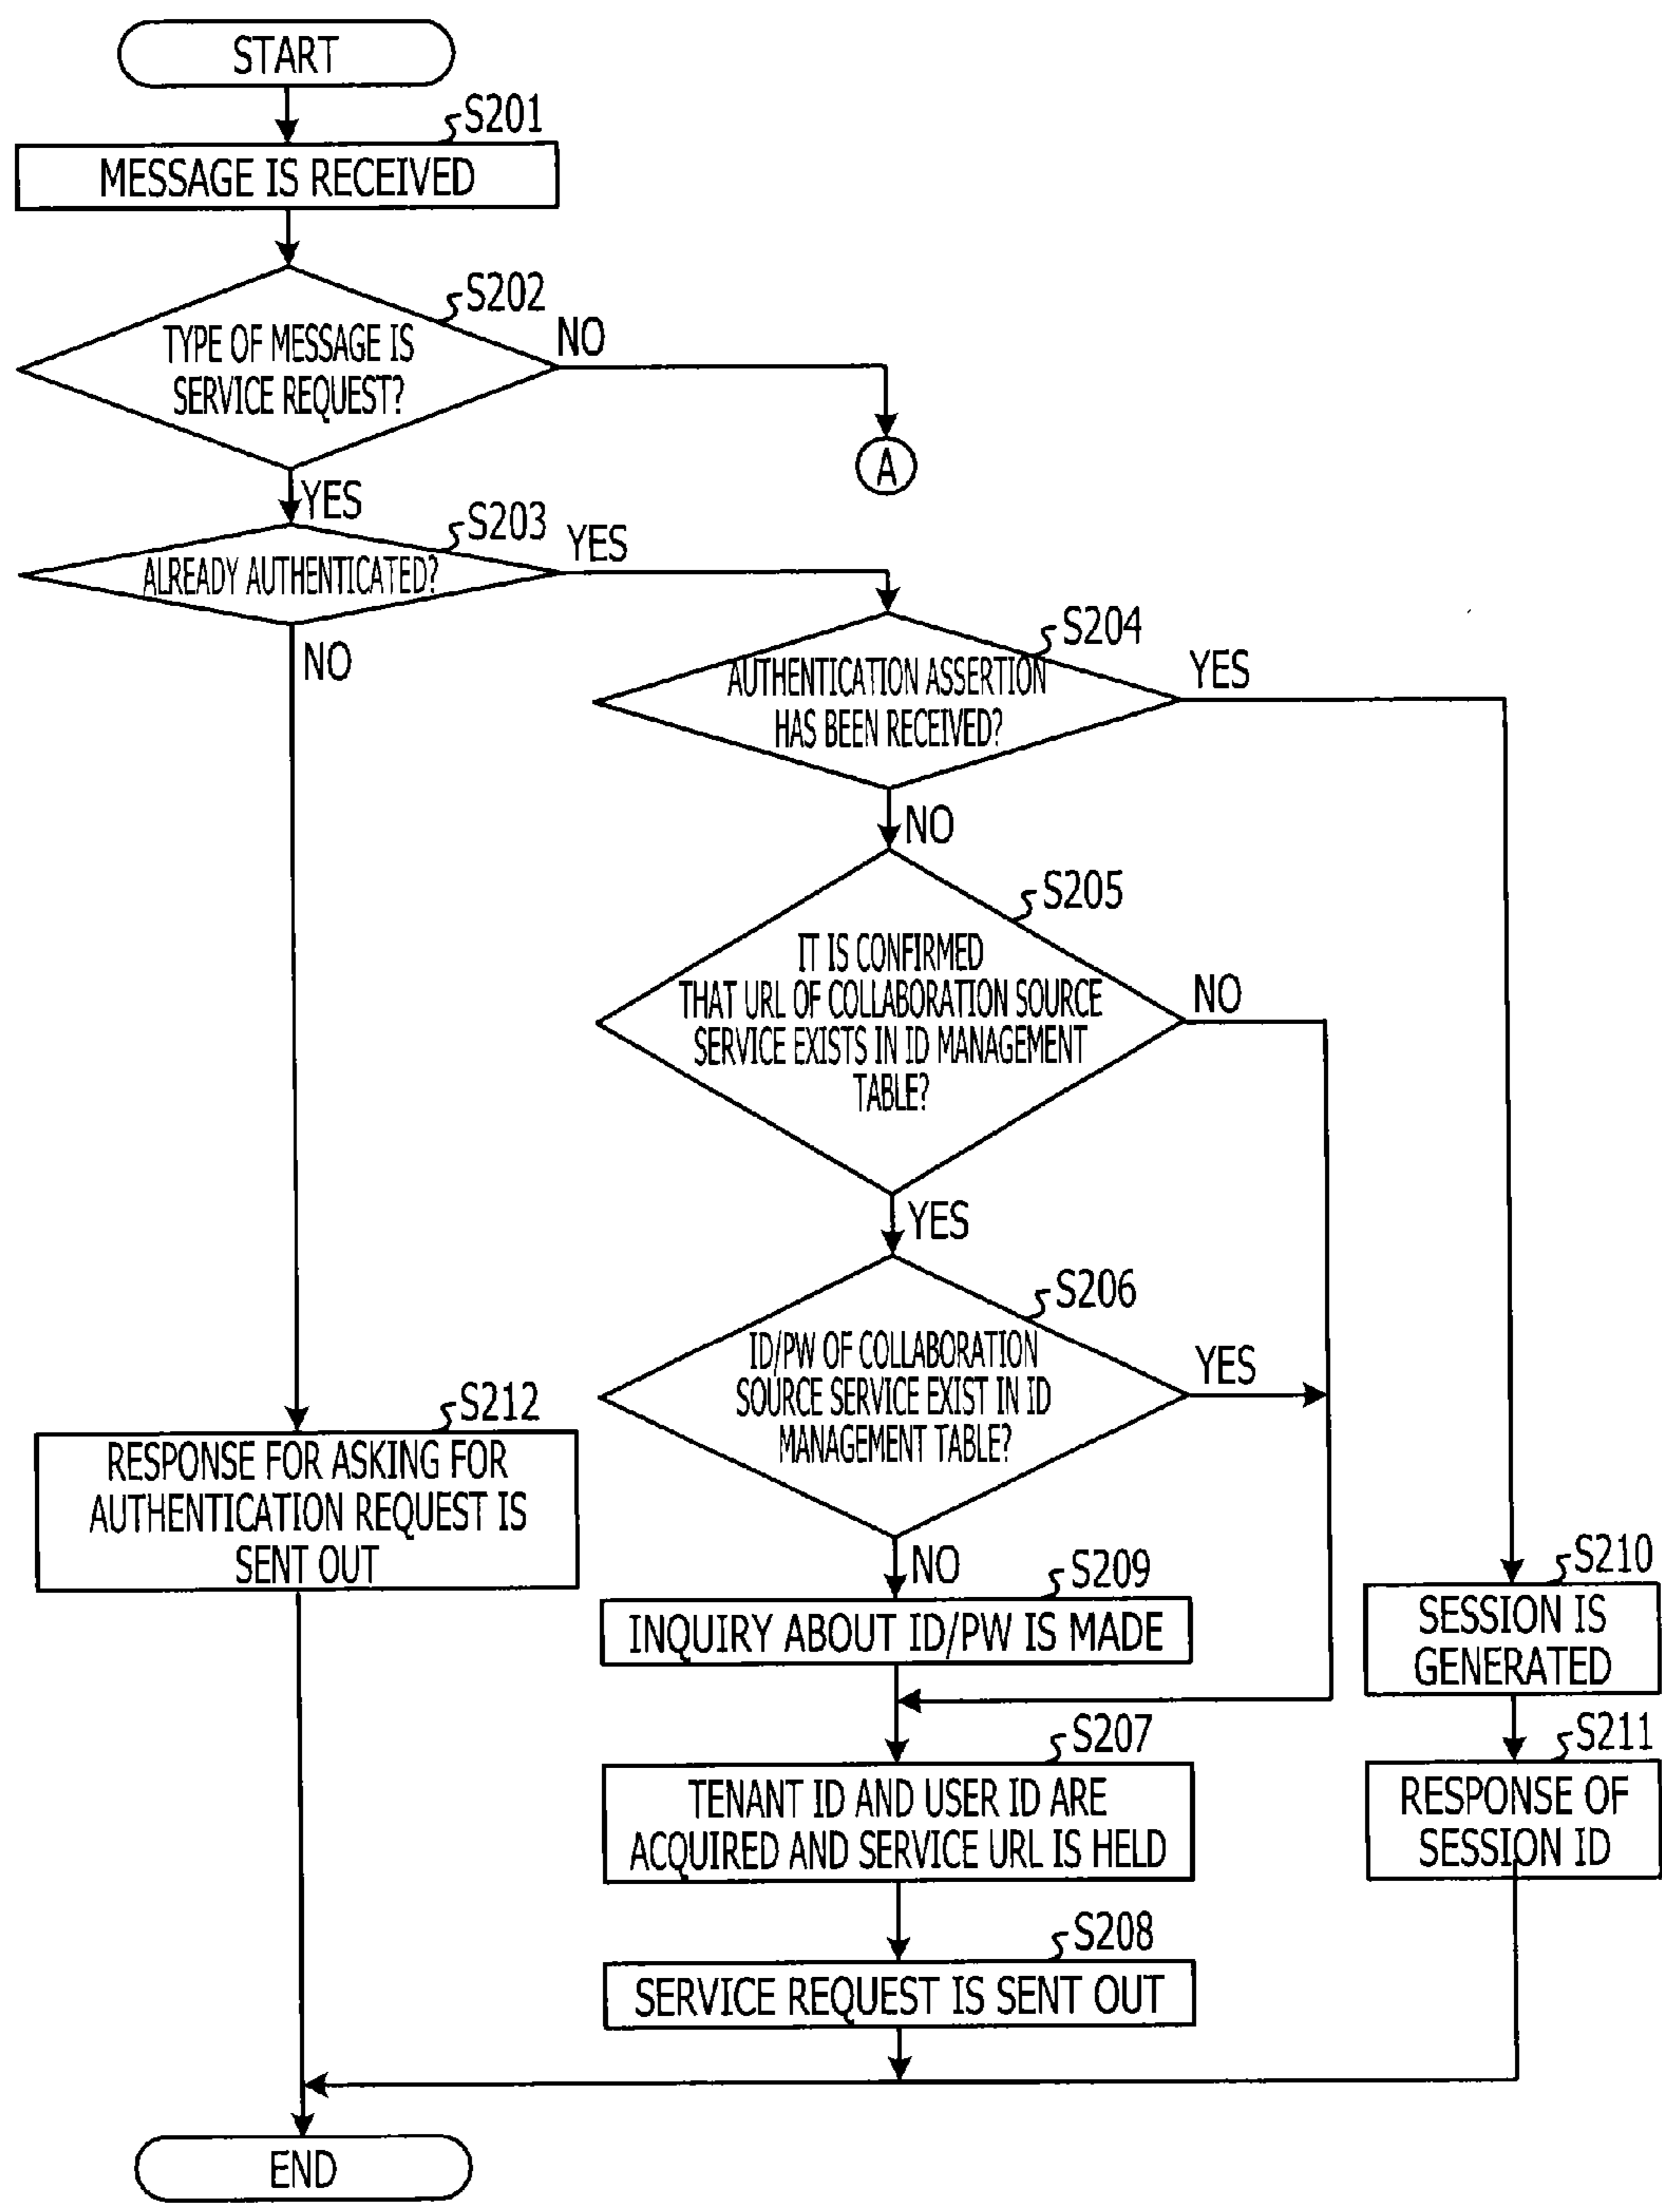 START
S201
MESSAGE IS RECEIVED
S202
TYPE OF MESSAGE IS
SERVICE REQUEST?
NO
A
YES
S203
ALREADY AUTHENTICATED?
YES
NO
S204
AUTHENTICATION ASSERTION
HAS BEEN RECEIVED?
YES
NO
S205
IT IS CONFIRMED
THAT URL OF COLLABORATION SOURCE
SERVICE EXISTS IN ID MANAGEMENT
TABLE?
NO
YES
S206
ID/PW OF COLLABORATION
SOURCE SERVICE EXIST IN ID
MANAGEMENT TABLE?
YES
NO
S212
RESPONSE FOR ASKING FOR
AUTHENTICATION REQUEST IS
SENT OUT
S209
INQUIRY ABOUT ID/PW IS MADE
S210
SESSION IS
GENERATED
S207
TENANT ID AND USER ID ARE
ACQUIRED AND SERVICE URL IS HELD
S211
RESPONSE OF
SESSION ID
S208
SERVICE REQUEST IS SENT OUT
END